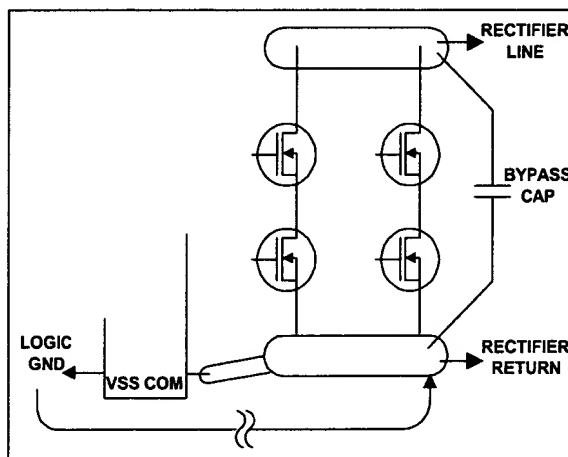 RECTIFIER
LINE
BYPASS
CAP
LOGIC
GND
VSS COM
RECTIFIER
RETURN